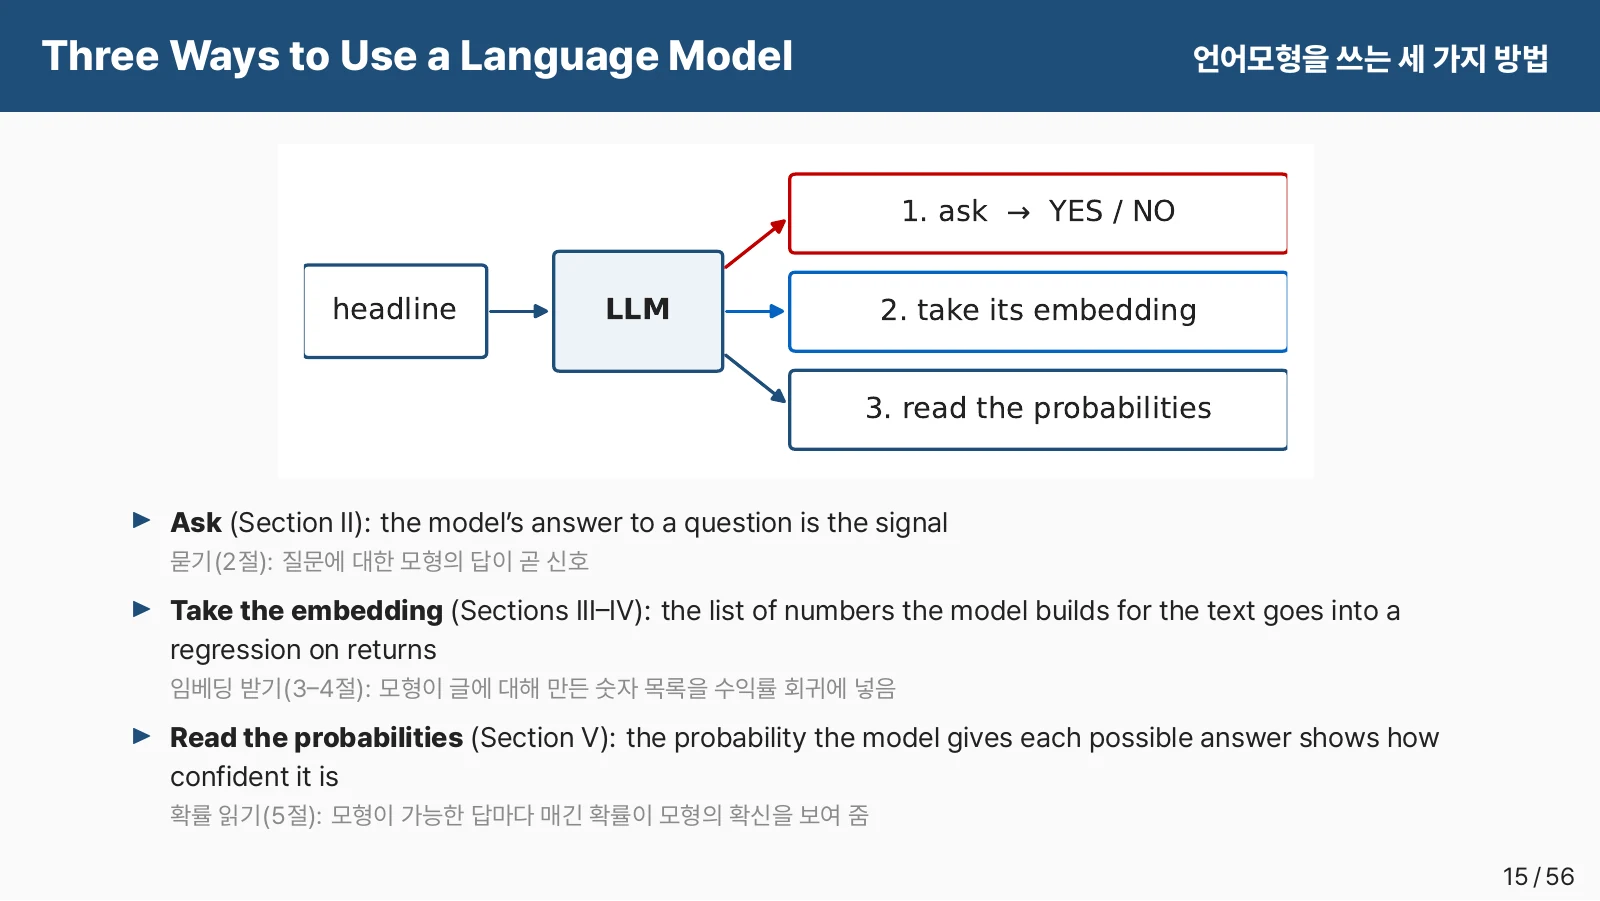 Three Ways to Use a Language Model
언어모형을 쓰는 세 가지 방법
headline
LLM
1. ask → YES / NO
2. take its embedding
3. read the probabilities
Ask (Section II): the model’s answer to a question is the signal
묻기(2절): 질문에 대한 모형의 답이 곧 신호
Take the embedding (Sections III–IV): the list of numbers the model builds for the text goes into a
regression on returns
임베딩 받기(3–4절): 모형이 글에 대해 만든 숫자 목록을 수익률 회귀에 넣음
Read the probabilities (Section V): the probability the model gives each possible answer shows how
confident it is
확률 읽기(5절): 모형이 가능한 답마다 매긴 확률이 모형의 확신을 보여 줌
15 / 56